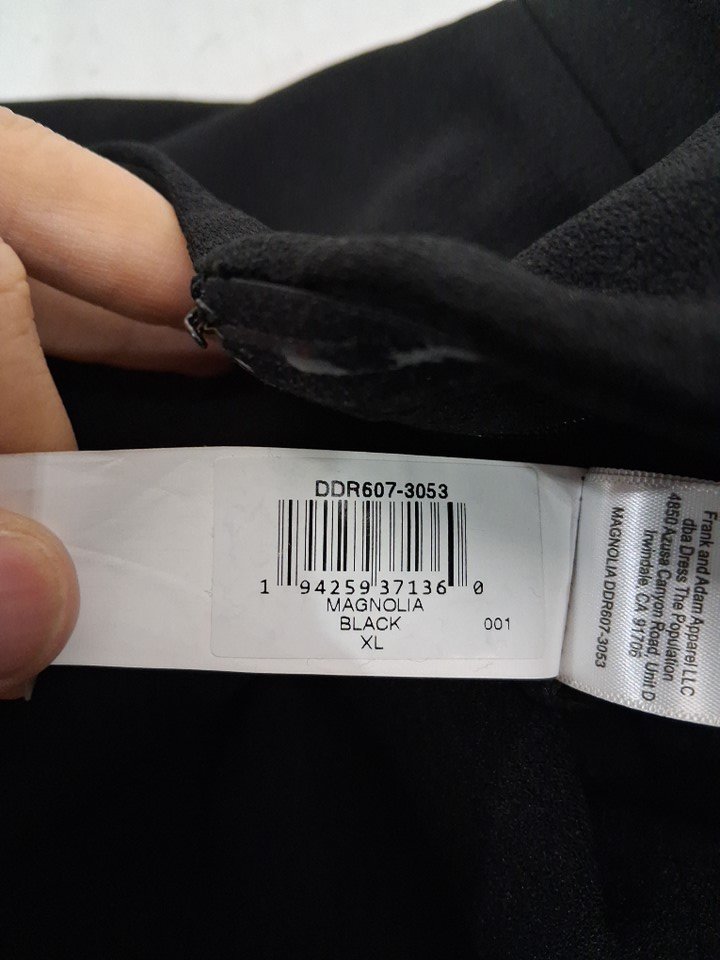 DDR607-3053
1 94259 37136 0
MAGNOLIA
BLACK 001
XL
Frank and Adam Apparel LLC
dba Dress The Population
4850 Azusa Canyon Road, Unit D
Irwindale, CA 91706
MAGNOLIA DDR607-3053